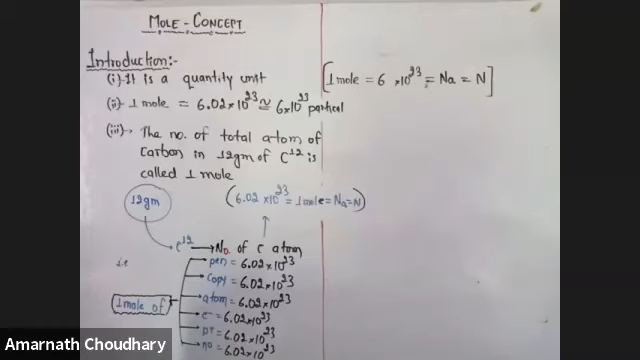 MOLE - CONCEPT
Introduction:-
(i)- It is a quantity unit
(ii)- 1 mole = 6.02×10^23 ≈ 6×10^23 partical
(iii)→ The no. of total atom of
Carbon in 12gm of C^12 is
called 1 mole
[1 mole = 6 ×10^23 = Na = N]
12gm
(6.02×10^23 = 1 mole = Na = N)
C^12 → No. of C atom
i.e
1 mole of
pen = 6.02×10^23
copy = 6.02×10^23
atom = 6.02×10^23
e⁻ = 6.02×10^23
p+ = 6.02×10^23
no = 6.02×10^23
Amarnath Choudhary